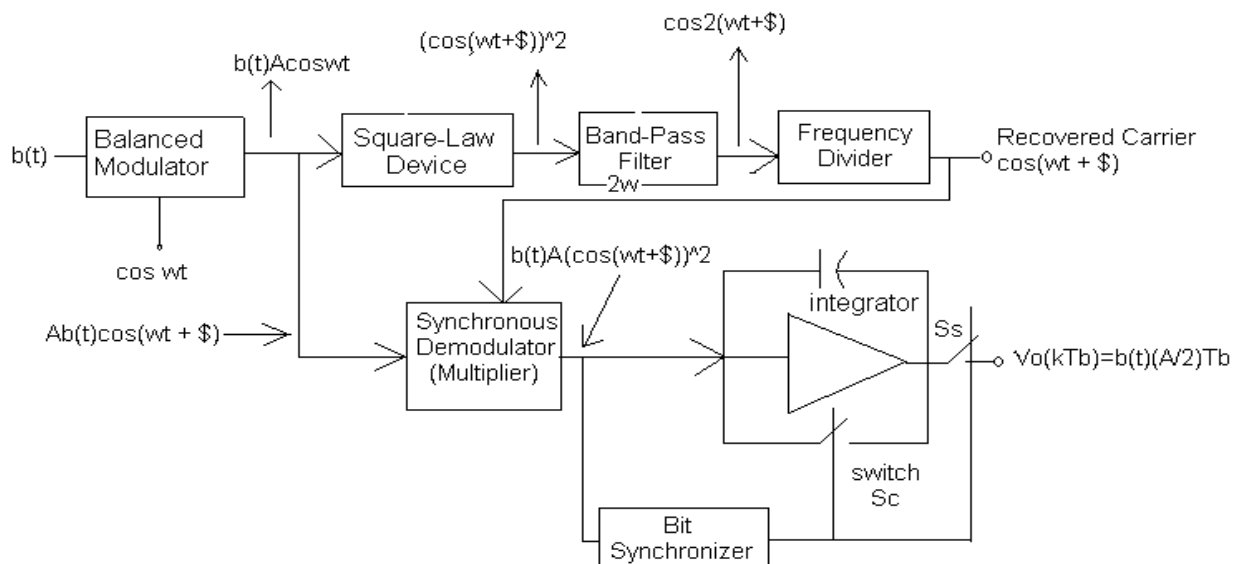 cos2(wt+$)
(cos(wt+$))^2
b(t)Acoswt
b(t)
Balanced
Modulator
Square-Law
Device
Band-Pass
Filter
2w
Frequency
Divider
Recovered Carrier
cos(wt + $)
cos wt
b(t)A(cos(wt+$))^2
Ab(t)cos(wt + $)
Synchronous
Demodulator
(Multiplier)
integrator
Ss
Vo(kTb)=b(t)(A/2)Tb
switch
Sc
Bit
Synchronizer